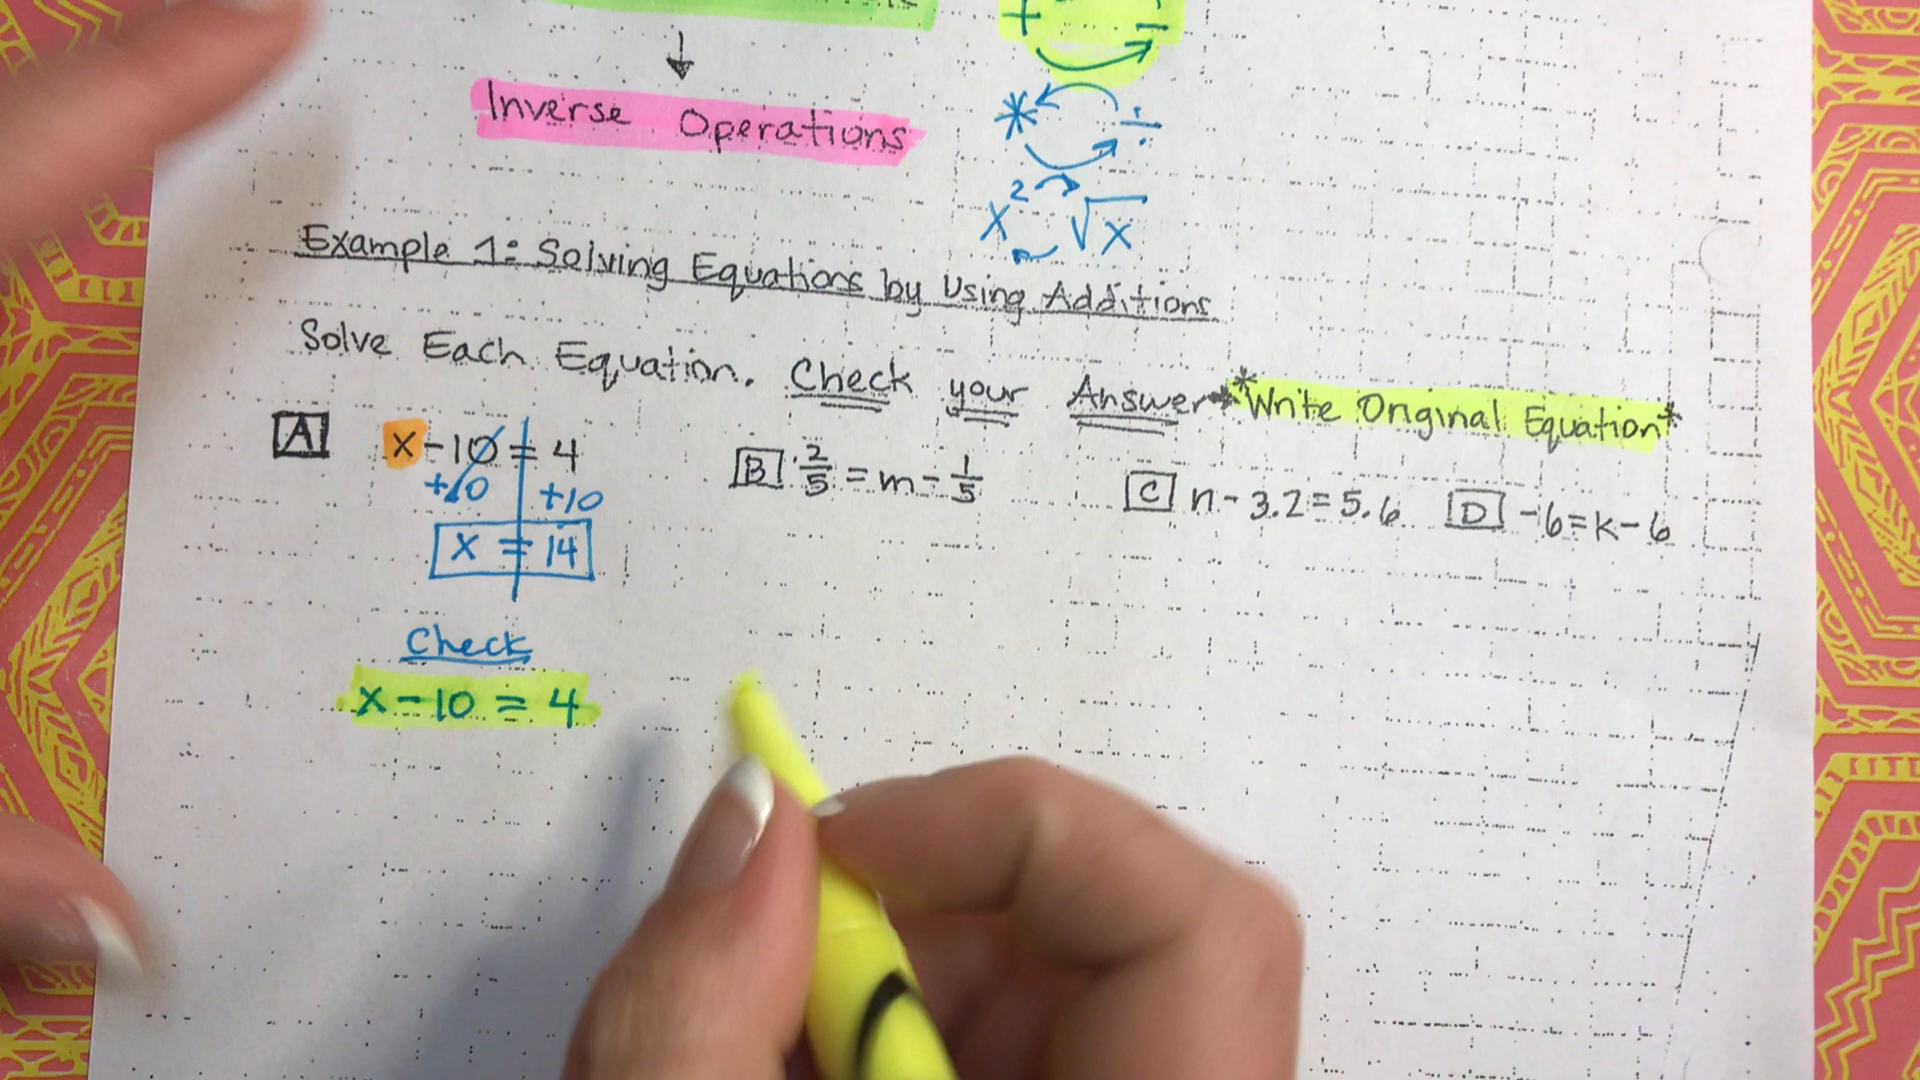 + -
Inverse Operations
* ÷
x² √x
Example 1: Solving Equations by Using Additions
Solve Each Equation. Check your Answer **Write Original Equation*
A x - 10 = 4
+10 +10
x = 14
B 2/5 = m - 1/5
C n - 3.2 = 5.6
D -6 = k - 6
Check
x - 10 = 4